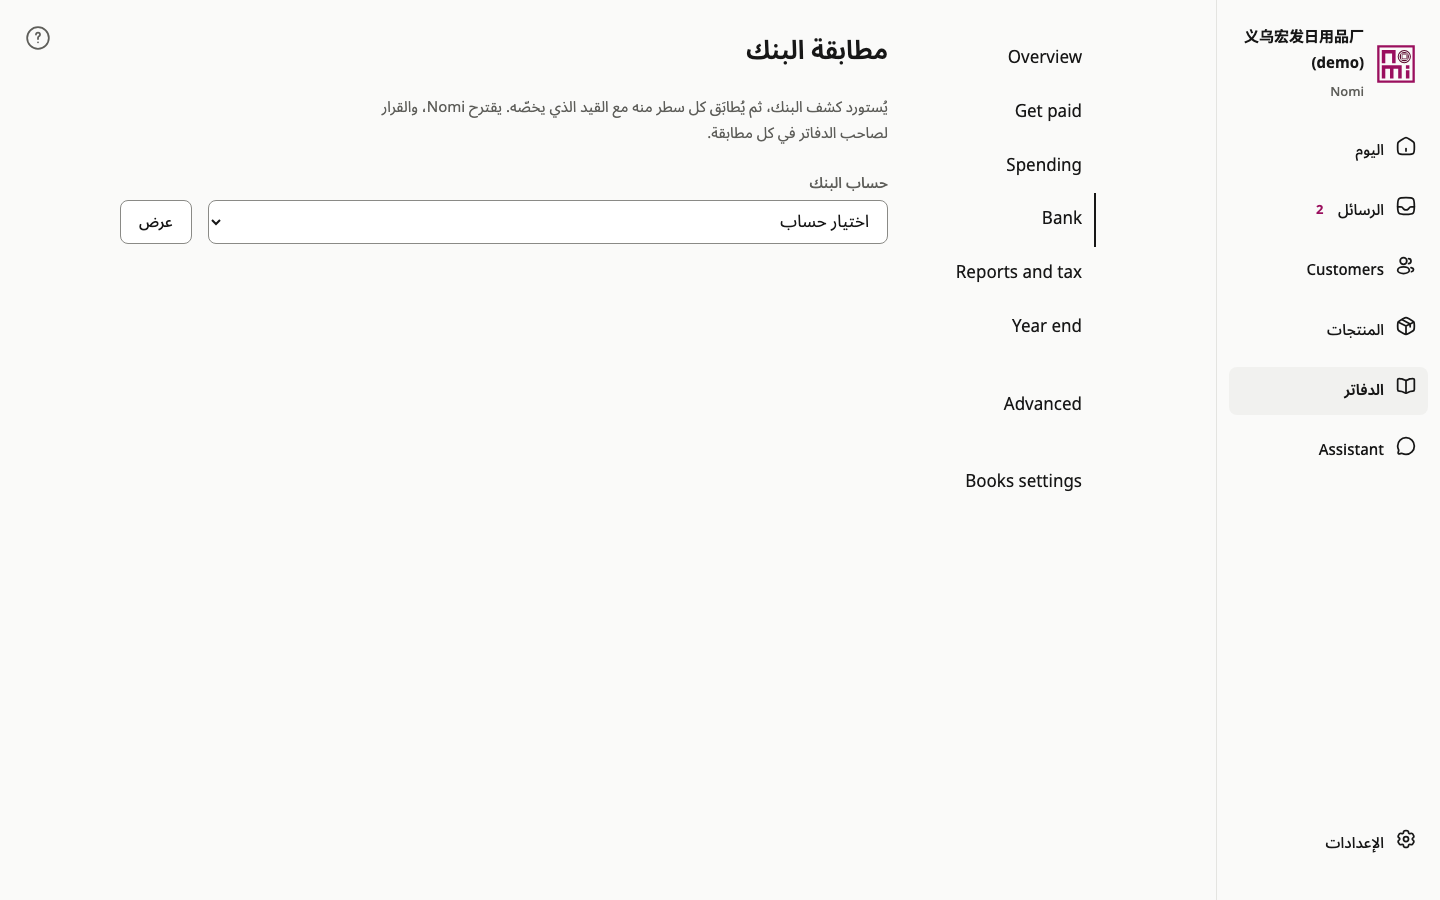 义乌宏发日用品厂
(demo)
Nomi
اليوم
الرسائل 2
Customers
المنتجات
الدفاتر
Assistant
الإعدادات
Overview
Get paid
Spending
Bank
Reports and tax
Year end
Advanced
Books settings
مطابقة البنك
يُستورد كشف البنك، ثم يُطابَق كل سطر منه مع القيد الذي يخصّه. يقترح Nomi، والقرار
لصاحب الدفاتر في كل مطابقة.
حساب البنك
اختيار حساب
عرض
?